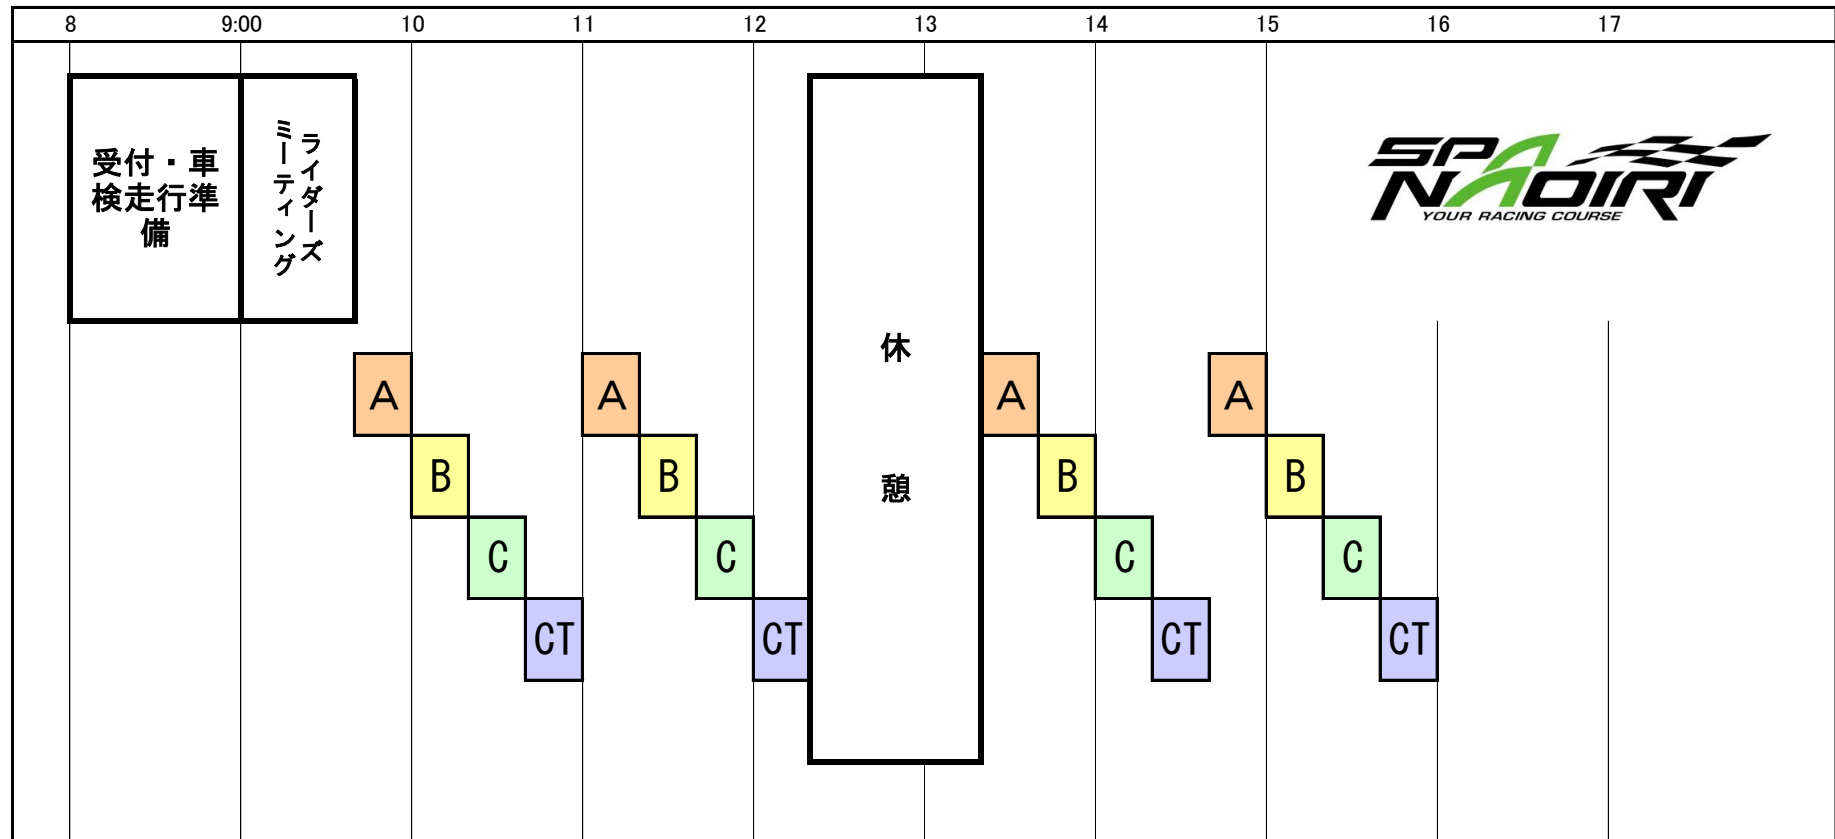 8 9:00 10 11 12 13 14 15 16 17
受付・車
検走行準
備
ライダーズ
ミーティング
SPA
NAOIRI
YOUR RACING COURSE
休
憩
A A A A
B B B B
C C C C
CT CT CT CT